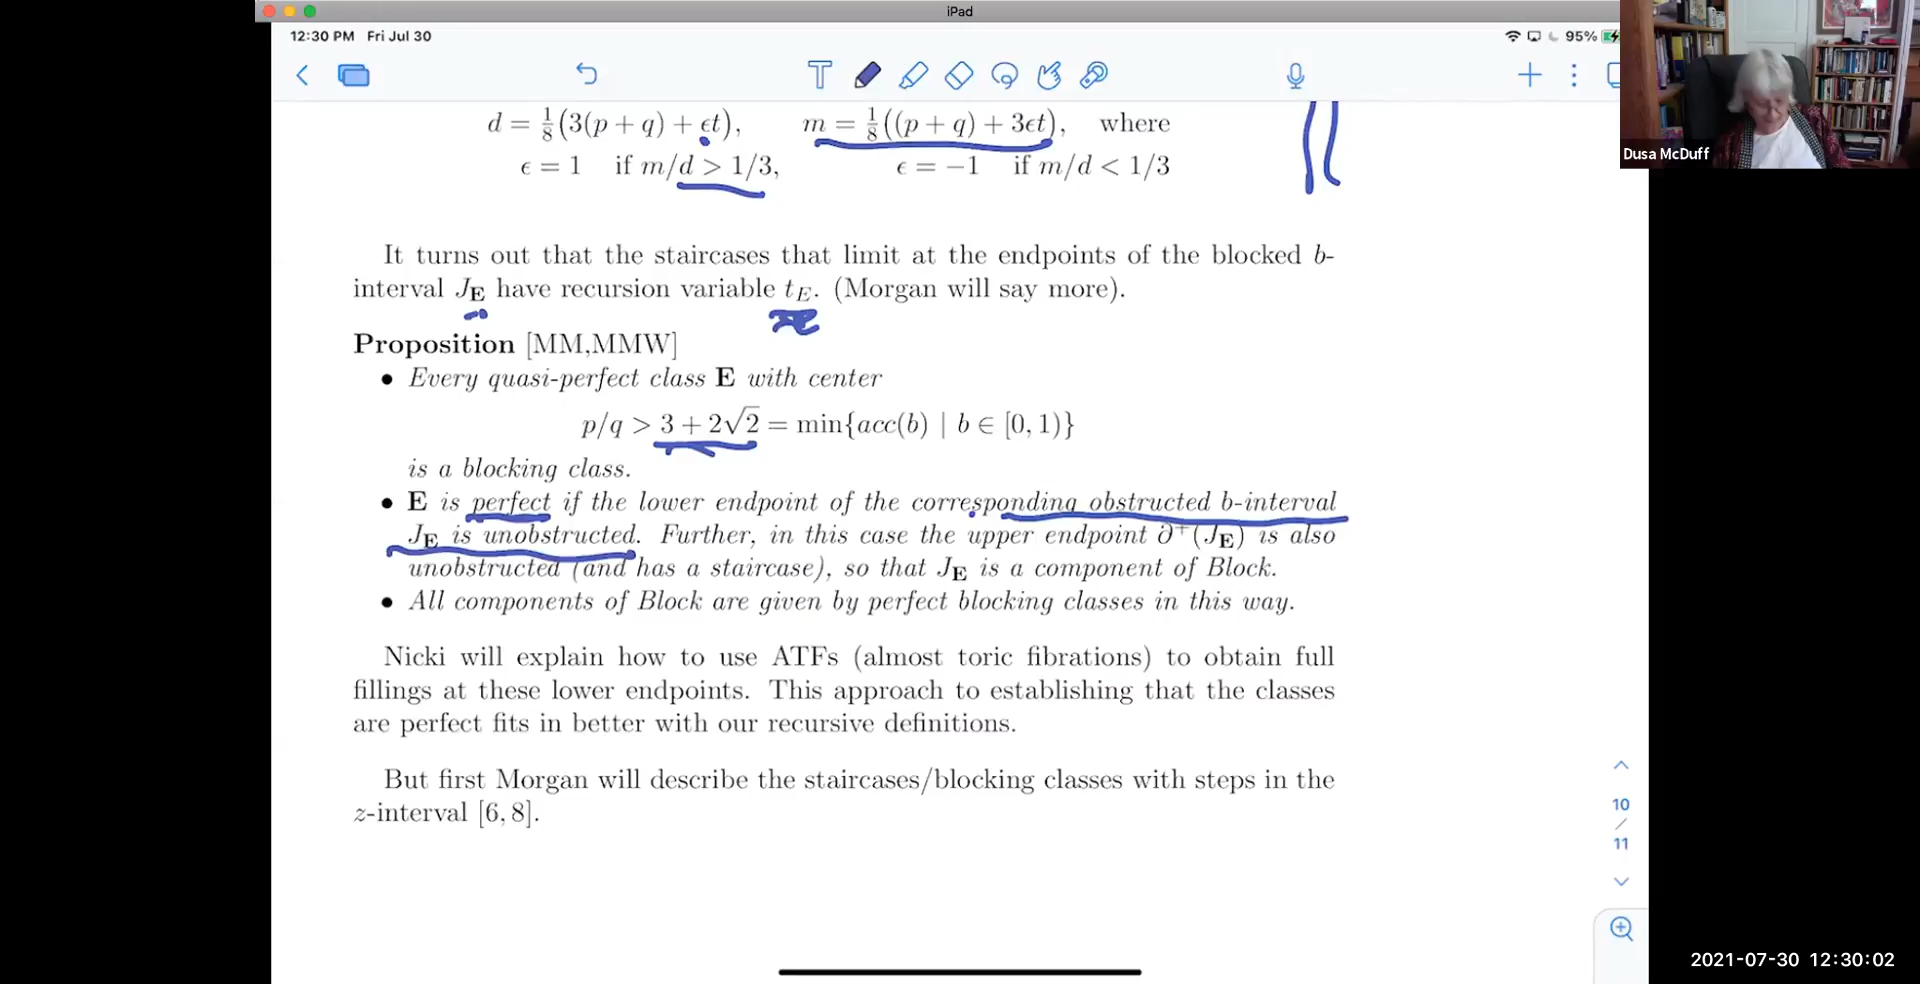 iPad
12:30 PM Fri Jul 30
95%
d = 1/8(3(p + q) + ϵt), m = 1/8((p + q) + 3ϵt), where
ϵ = 1 if m/d > 1/3, ϵ = −1 if m/d < 1/3
It turns out that the staircases that limit at the endpoints of the blocked b-
interval J_E have recursion variable t_E. (Morgan will say more).
Proposition [MM,MMW]
• Every quasi-perfect class E with center
p/q > 3 + 2√2 = min{acc(b) | b ∈ [0, 1)}
is a blocking class.
• E is perfect if the lower endpoint of the corresponding obstructed b-interval
J_E is unobstructed. Further, in this case the upper endpoint ∂⁺(J_E) is also
unobstructed (and has a staircase), so that J_E is a component of Block.
• All components of Block are given by perfect blocking classes in this way.
Nicki will explain how to use ATFs (almost toric fibrations) to obtain full
fillings at these lower endpoints. This approach to establishing that the classes
are perfect fits in better with our recursive definitions.
But first Morgan will describe the staircases/blocking classes with steps in the
z-interval [6, 8].
10
/
11
Dusa McDuff
2021-07-30 12:30:02